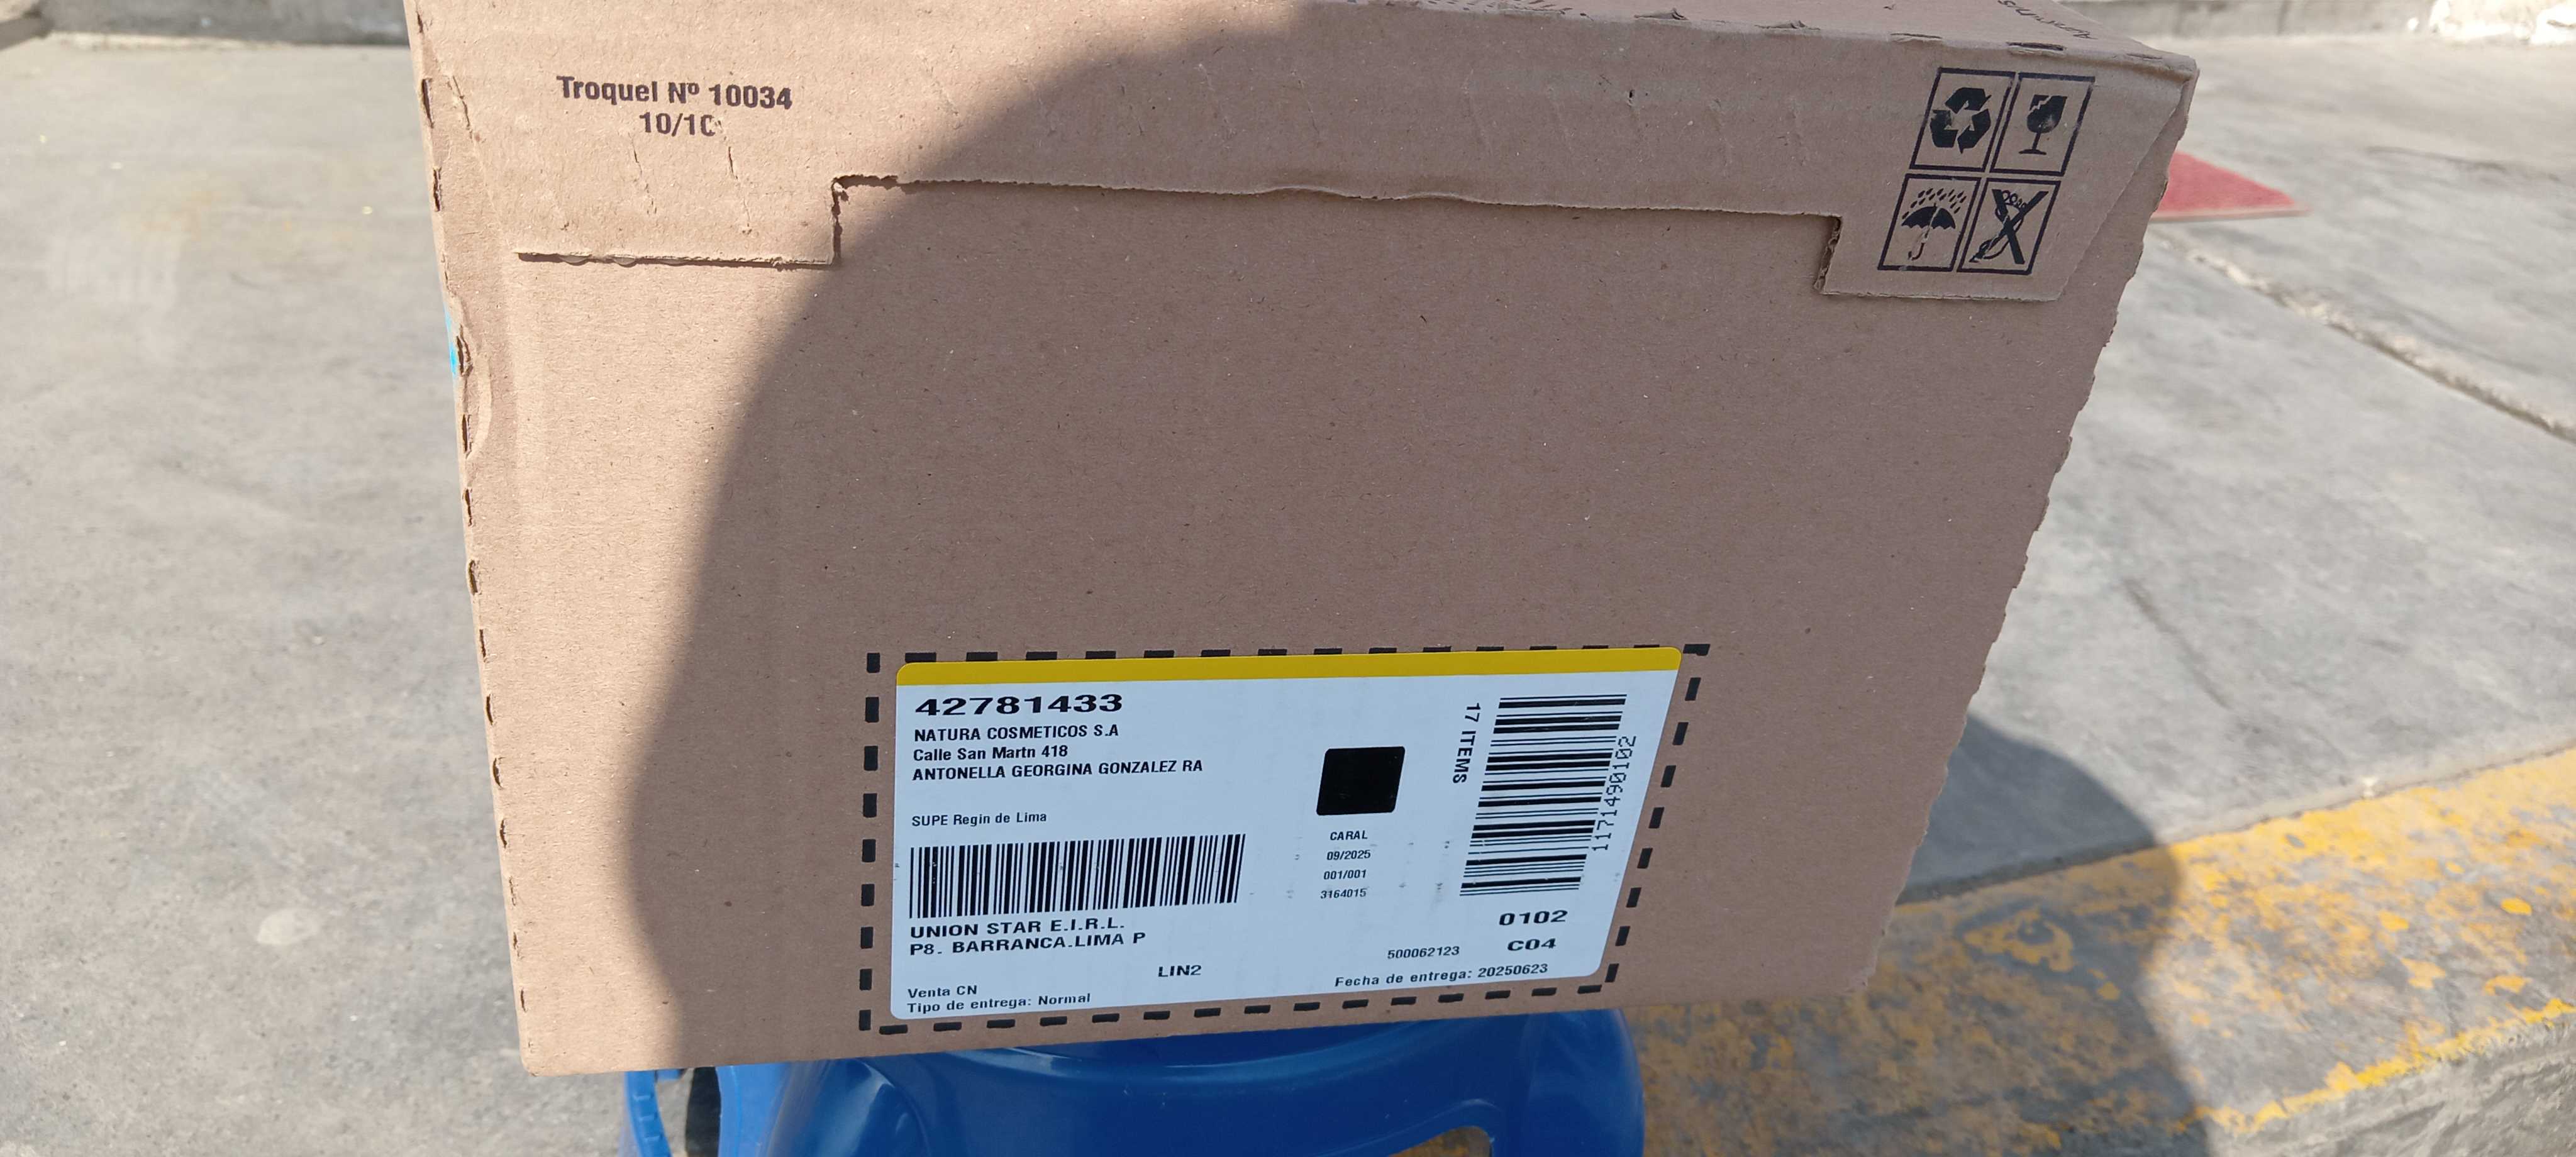 Troquel Nº 10034
10/10
42781433
NATURA COSMETICOS S.A
Calle San Martn 418
ANTONELLA GEORGINA GONZALEZ RA
SUPE Regin de Lima
UNION STAR E.I.R.L.
P8. BARRANCA.LIMA P
LIN2
Venta CN
Tipo de entrega: Normal
CARAL
09/2025
001/001
3164015
17 ITEMS
1171490102
0102
C04
500062123
Fecha de entrega: 20250623